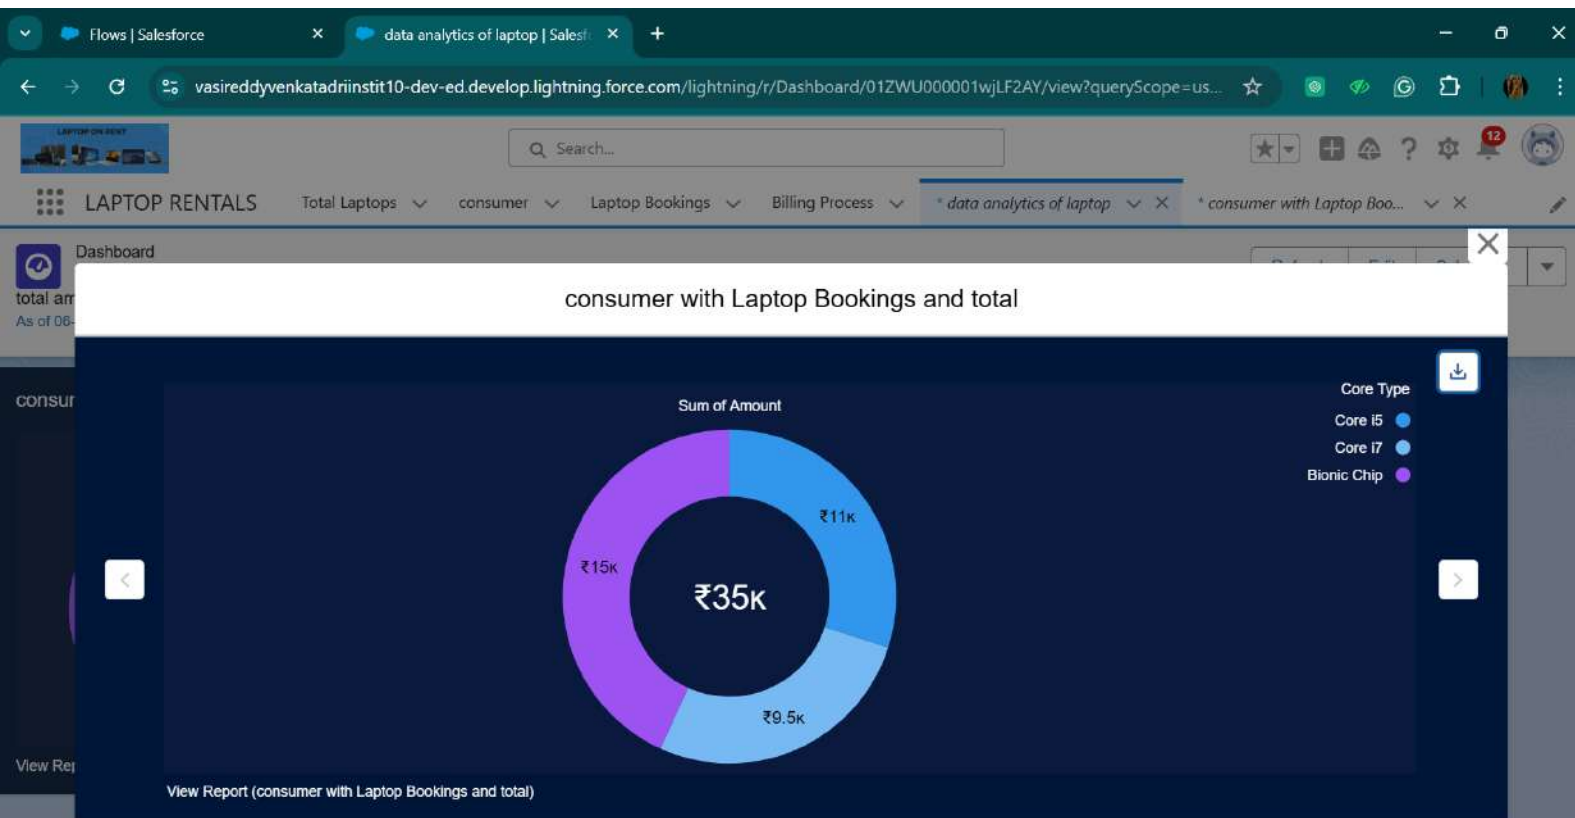 Flows | Salesforce
data analytics of laptop | Salesf
vasireddyvenkatadriinstit10-dev-ed.develop.lightning.force.com/lightning/r/Dashboard/01ZWU000001wjLF2AY/view?queryScope=us...
LAPTOP ON RENT
Search...
12
LAPTOP RENTALS
Total Laptops
consumer
Laptop Bookings
Billing Process
* data analytics of laptop
* consumer with Laptop Boo...
Dashboard
total am
As of 06-
consumer with Laptop Bookings and total
consur
Sum of Amount
Core Type
Core i5
Core i7
Bionic Chip
₹11K
₹15K
₹35K
₹9.5K
View Rep
View Report (consumer with Laptop Bookings and total)